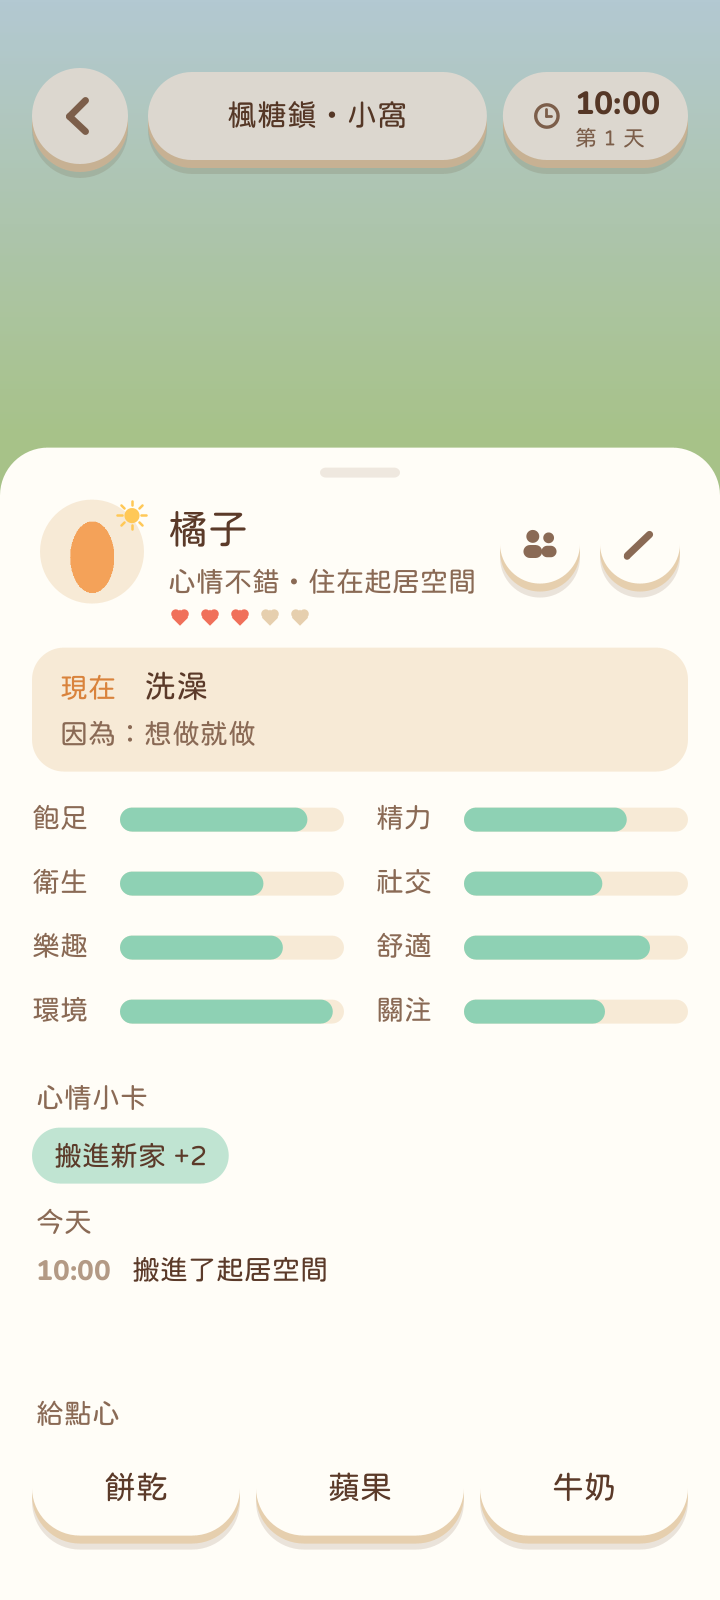 楓糖鎮・小窩
10:00
第 1 天
橘子
心情不錯・住在起居空間
現在 洗澡
因為：想做就做
飽足 精力
衛生 社交
樂趣 舒適
環境 關注
心情小卡
搬進新家 +2
今天
10:00 搬進了起居空間
給點心
餅乾 蘋果 牛奶